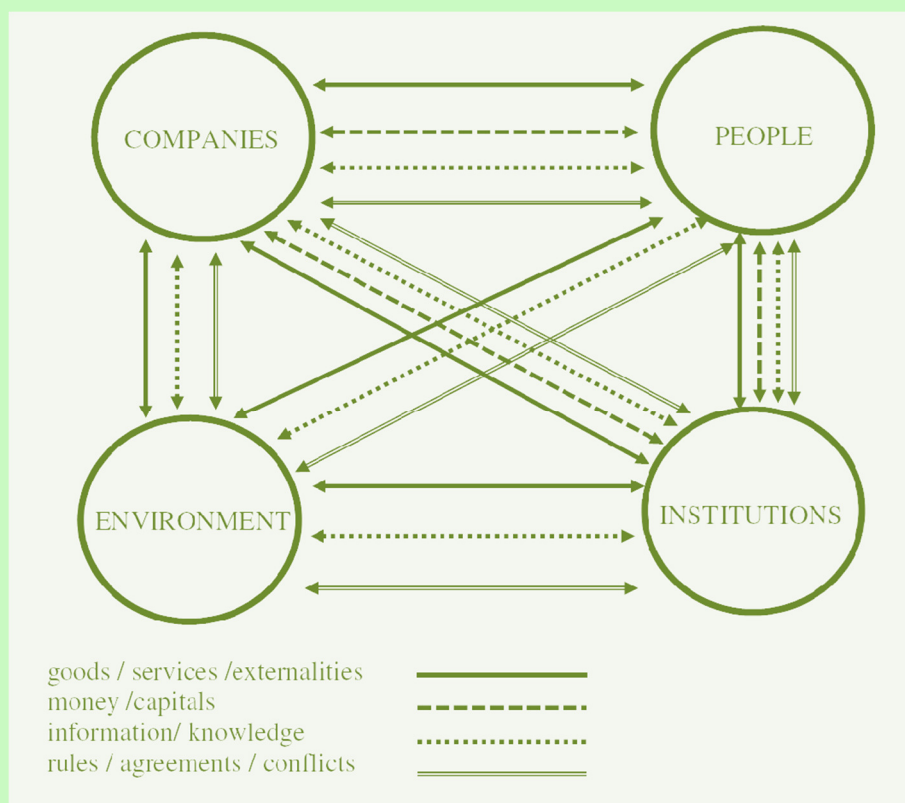 COMPANIES
PEOPLE
ENVIRONMENT
INSTITUTIONS
goods / services /externalities
money /capitals
information/ knowledge
rules / agreements / conflicts